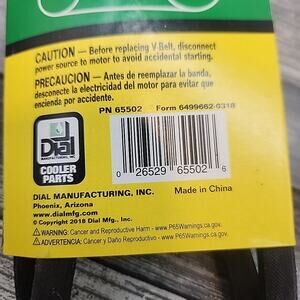 CAUTION — Before replacing V-Belt, disconnect
power source to motor to avoid accidental starting.
PRECAUCION — Antes de reemplazar la banda,
desconecte la electricidad del motor para evitar que
encienda por accidente.
PN 65502 Form 6499662-0318
Dial
MANUFACTURING, INC.
COOLER
PARTS
0 26529 65502 6
DIAL MANUFACTURING, INC.
Phoenix, Arizona
www.dialmfg.com
© Copyright 2018 Dial Mfg., Inc.
Made in China
WARNING: Cancer and Reproductive Harm - www.P65Warnings.ca.gov.
ADVERTENCIA: Cáncer y Daño Reproductivo - www.P65Warnings.ca.gov.